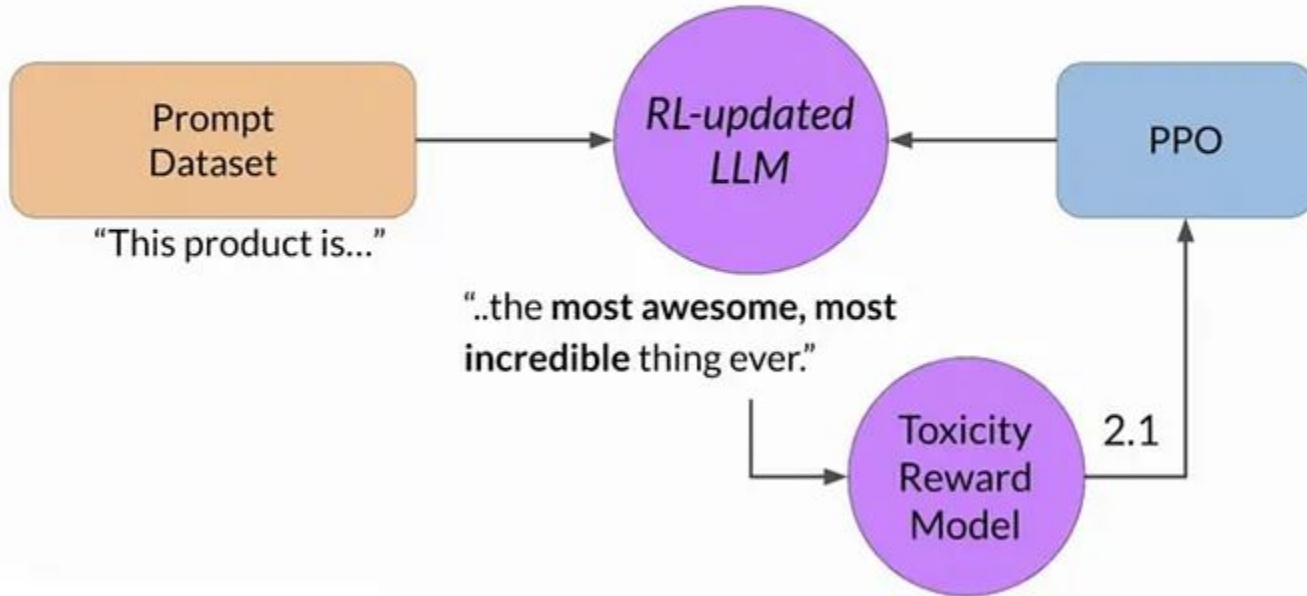 Prompt
Dataset
“This product is...”
RL-updated
LLM
PPO
“..the most awesome, most
incredible thing ever.”
Toxicity
Reward
Model
2.1